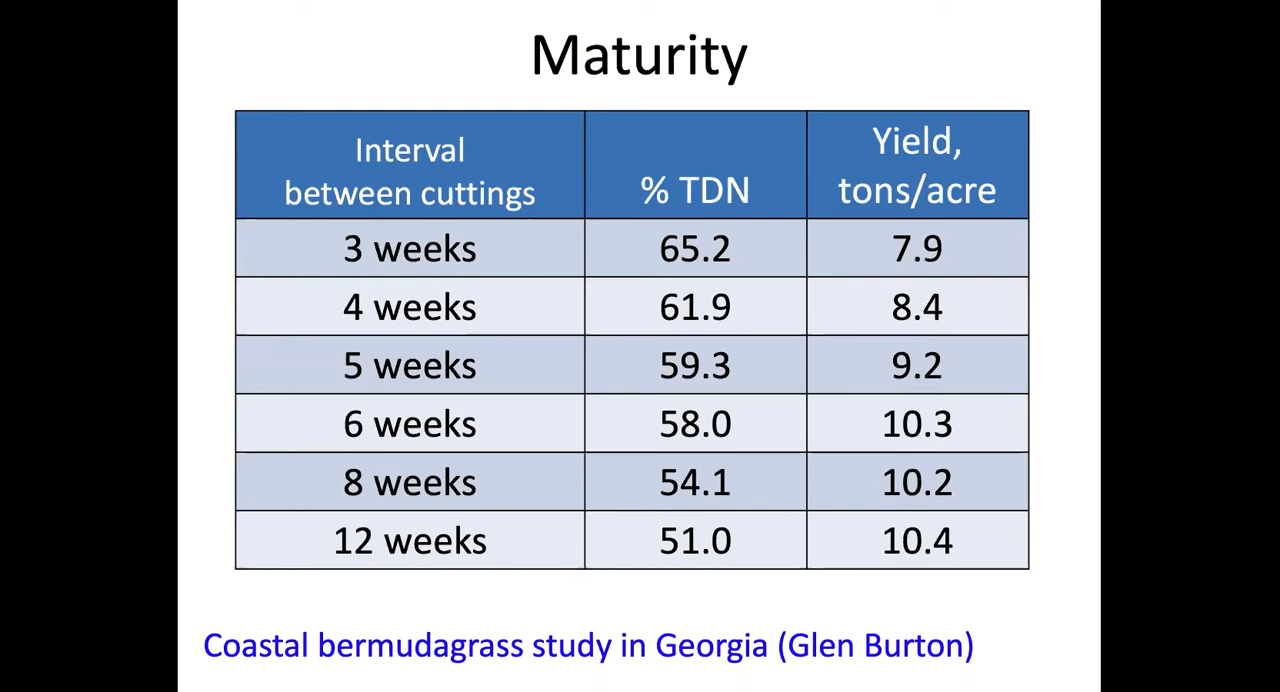 Maturity
Interval
between cuttings
% TDN
Yield,
tons/acre
3 weeks 65.2 7.9
4 weeks 61.9 8.4
5 weeks 59.3 9.2
6 weeks 58.0 10.3
8 weeks 54.1 10.2
12 weeks 51.0 10.4
Coastal bermudagrass study in Georgia (Glen Burton)